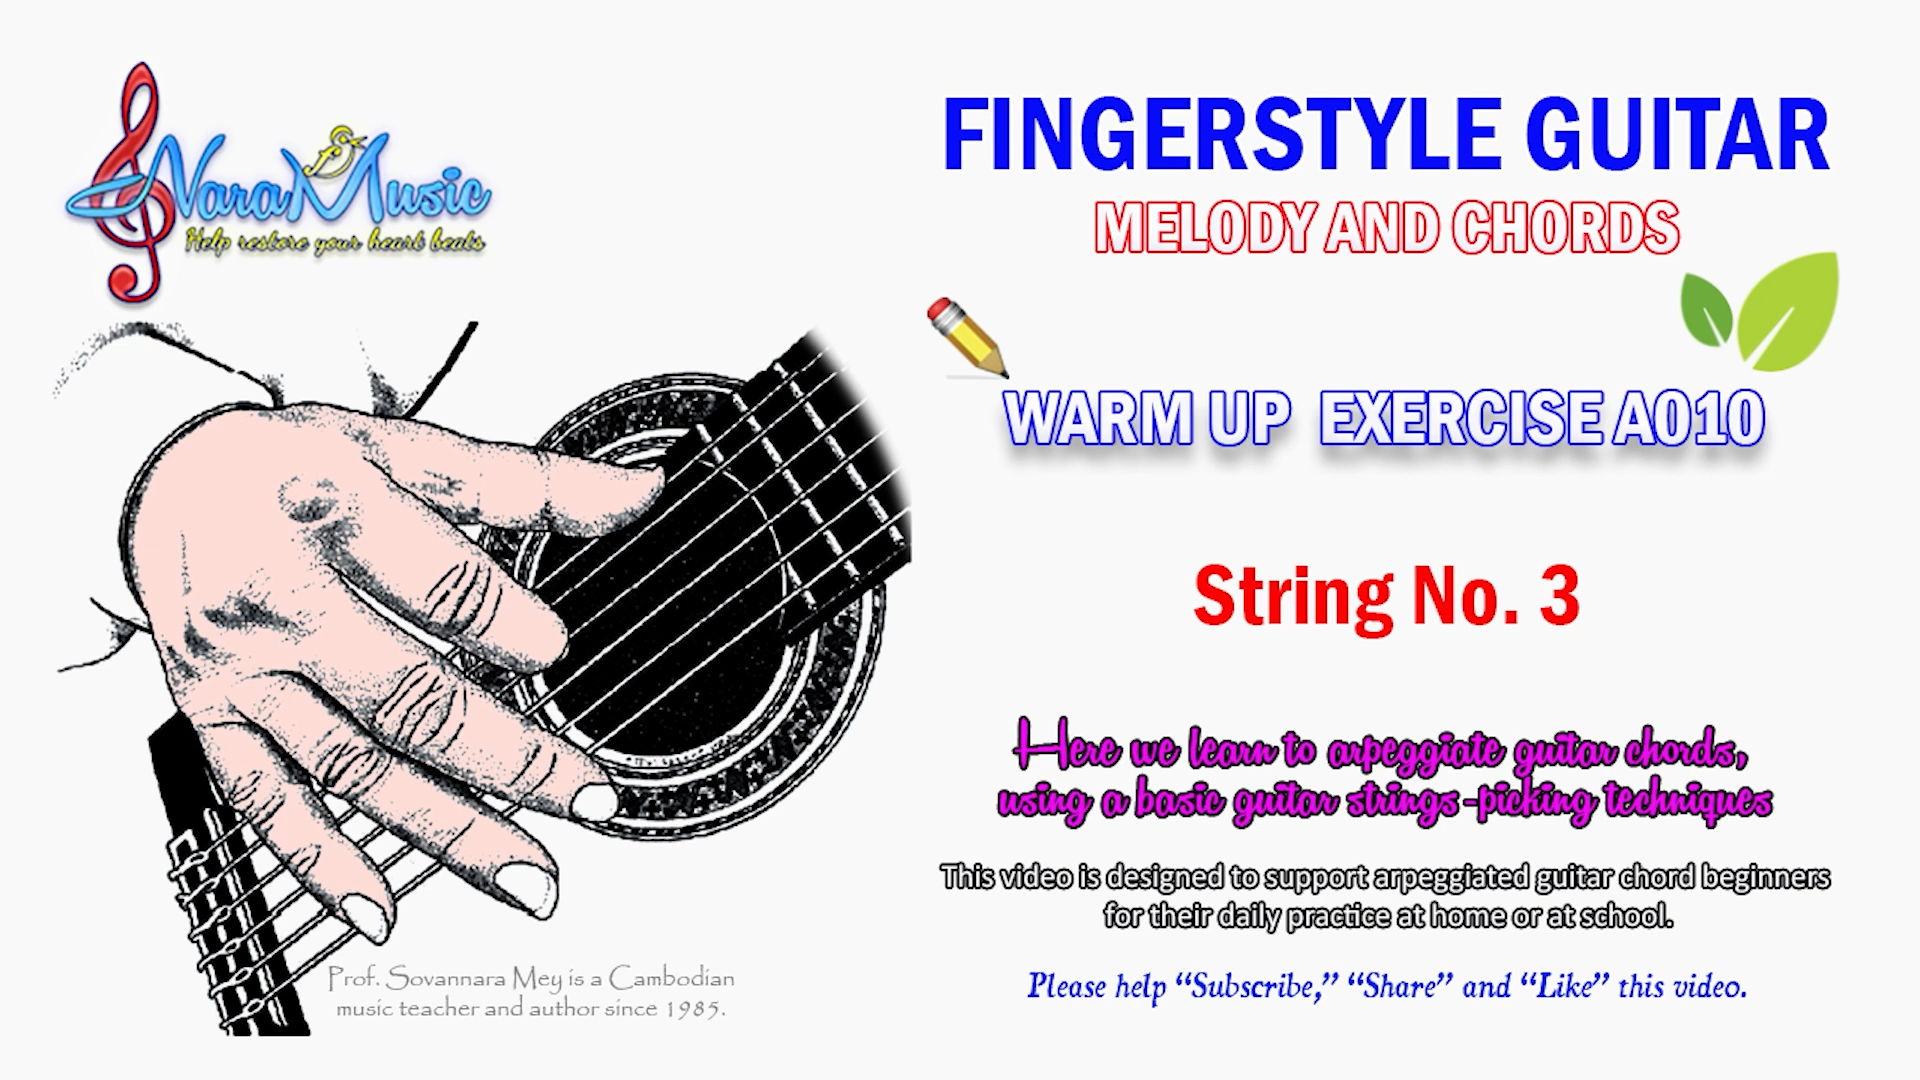 NaraMusic
Help restore your heart beats
FINGERSTYLE GUITAR
MELODY AND CHORDS
WARM UP EXERCISE A010
String No. 3
Here we learn to arpeggiate guitar chords,
using a basic guitar strings-picking techniques
This video is designed to support arpeggiated guitar chord beginners
for their daily practice at home or at school.
Please help “Subscribe,” “Share” and “Like” this video.
Prof. Sovannara Mey is a Cambodian
music teacher and author since 1985.